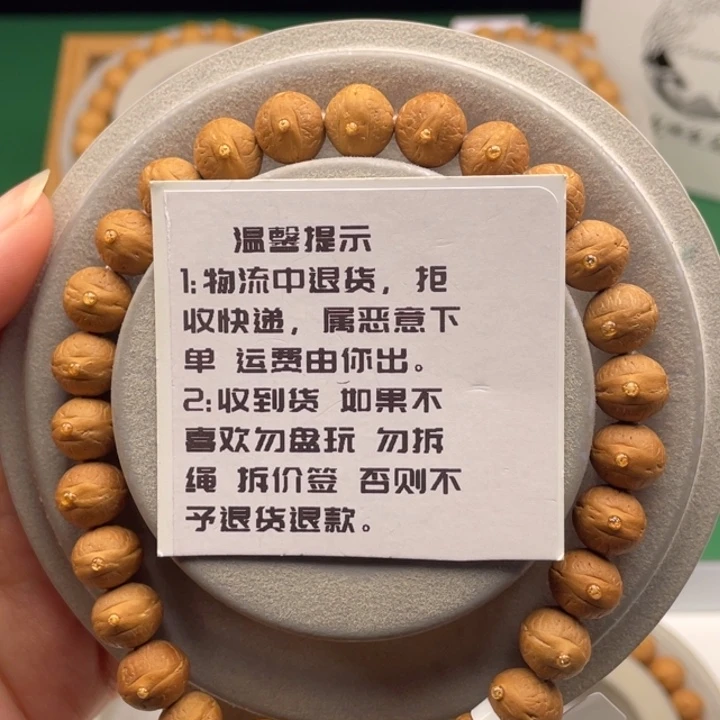 温馨提示
1:物流中退货，拒
收快递，属恶意下
单 运费由你出。
2:收到货 如果不
喜欢勿盘玩 勿拆
绳 拆价签 否则不
予退货退款。